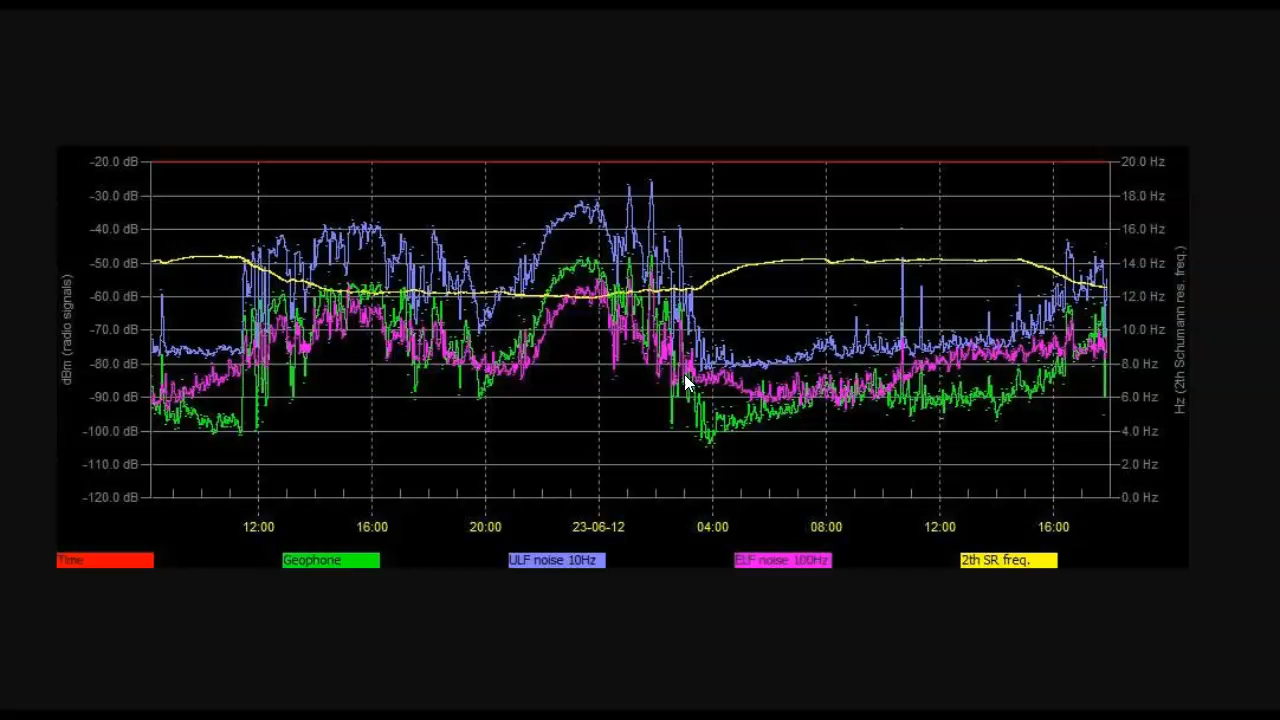 -20.0 dB 20.0 Hz
-30.0 dB 18.0 Hz
-40.0 dB 16.0 Hz
-50.0 dB 14.0 Hz
-60.0 dB 12.0 Hz
-70.0 dB 10.0 Hz
-80.0 dB 8.0 Hz
-90.0 dB 6.0 Hz
-100.0 dB 4.0 Hz
-110.0 dB 2.0 Hz
-120.0 dB 0.0 Hz
dBm (radio signals)
Hz (2th Schumann res. freq.)
12:00 16:00 20:00 23-06-12 04:00 08:00 12:00 16:00
Time Geophone ULF noise 10Hz ELF noise 100Hz 2th SR freq.